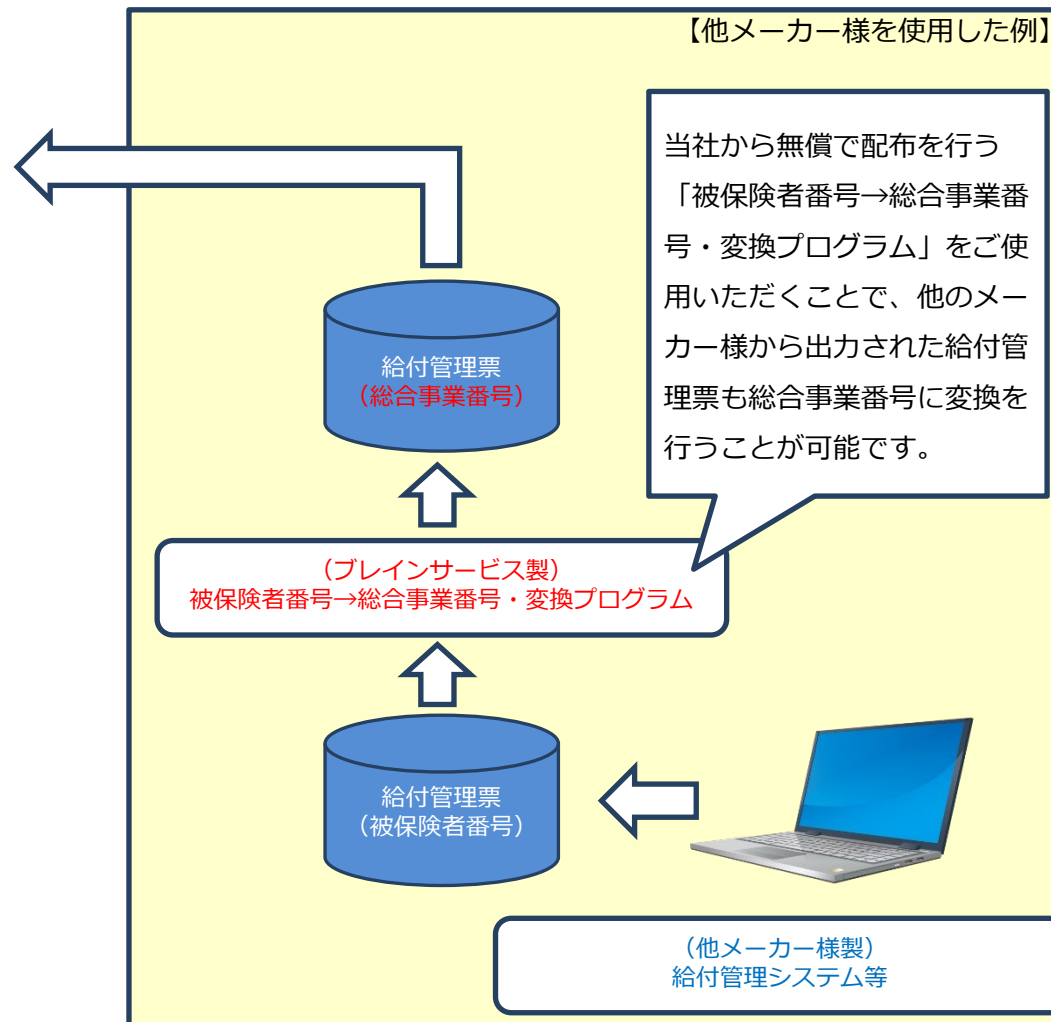 【他メーカー様を使用した例】
当社から無償で配布を行う
「被保険者番号→総合事業番
号・変換プログラム」をご使
用いただくことで、他のメー
カー様から出力された給付管
理票も総合事業番号に変換を
行うことが可能です。
給付管理票
（総合事業番号）
（ブレインサービス製）
被保険者番号→総合事業番号・変換プログラム
給付管理票
（被保険者番号）
（他メーカー様製）
給付管理システム等